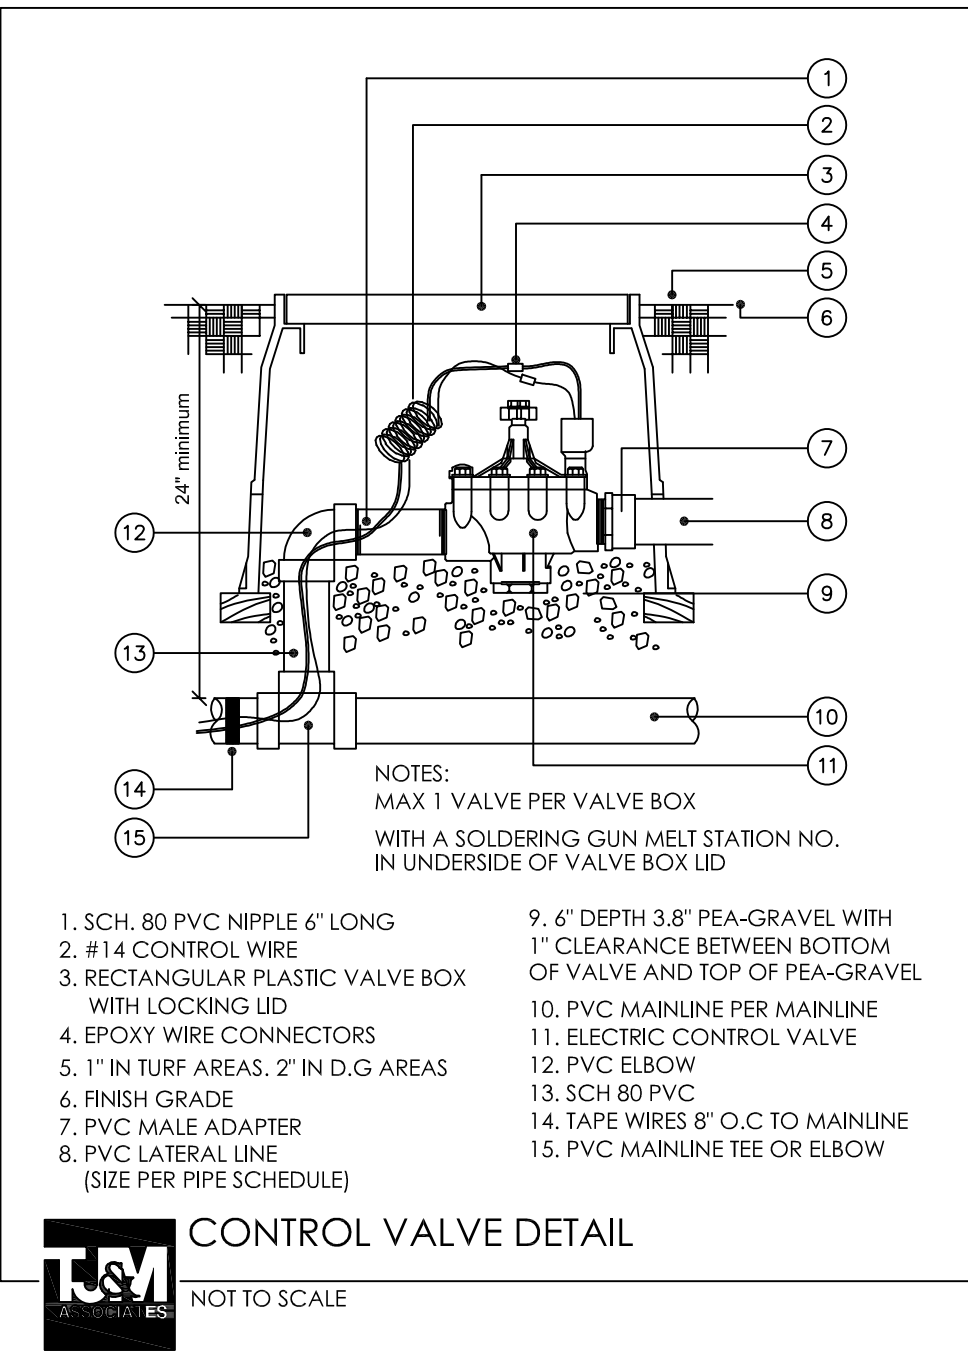 1
2
3
4
5
6
7
8
9
10
11
12
13
14
15
24" minimum
NOTES:
MAX 1 VALVE PER VALVE BOX
WITH A SOLDERING GUN MELT STATION NO.
IN UNDERSIDE OF VALVE BOX LID
1. SCH. 80 PVC NIPPLE 6" LONG
2. #14 CONTROL WIRE
3. RECTANGULAR PLASTIC VALVE BOX
WITH LOCKING LID
4. EPOXY WIRE CONNECTORS
5. 1" IN TURF AREAS. 2" IN D.G AREAS
6. FINISH GRADE
7. PVC MALE ADAPTER
8. PVC LATERAL LINE
(SIZE PER PIPE SCHEDULE)
9. 6" DEPTH 3.8" PEA-GRAVEL WITH
1" CLEARANCE BETWEEN BOTTOM
OF VALVE AND TOP OF PEA-GRAVEL
10. PVC MAINLINE PER MAINLINE
11. ELECTRIC CONTROL VALVE
12. PVC ELBOW
13. SCH 80 PVC
14. TAPE WIRES 8" O.C TO MAINLINE
15. PVC MAINLINE TEE OR ELBOW
CONTROL VALVE DETAIL
TJ&M
ASSOCIATES
NOT TO SCALE